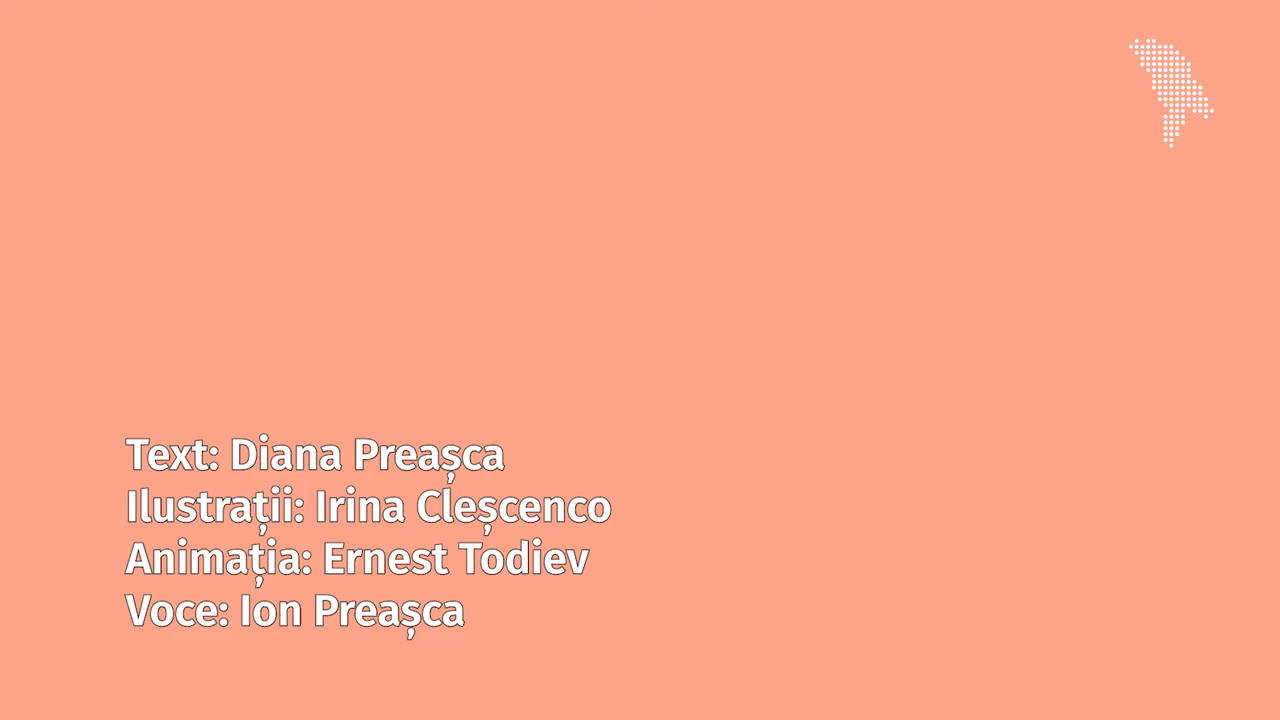 Text: Diana Preașca
Ilustrații: Irina Cleșcenco
Animația: Ernest Todiev
Voce: Ion Preașca